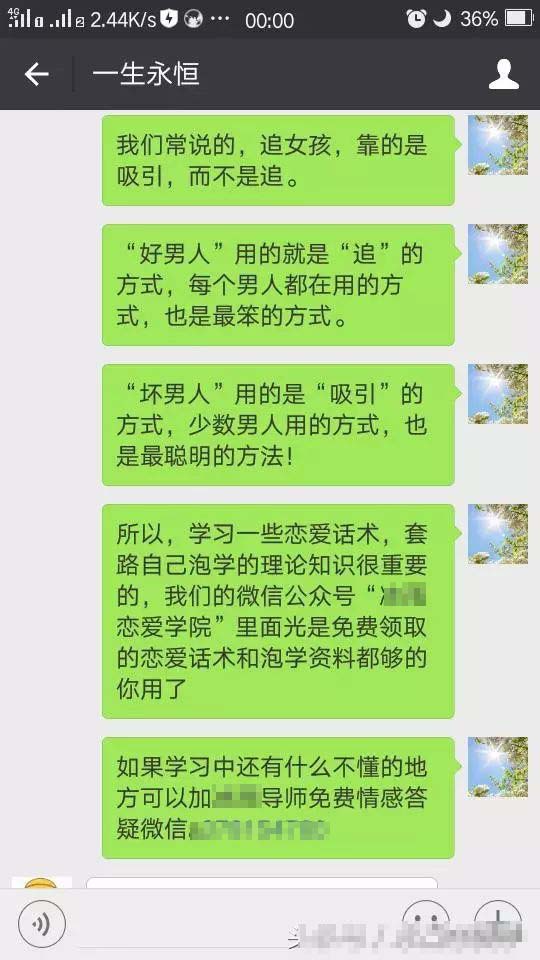 4G 2.44K/s ••• 00:00 36%
一生永恒
我们常说的，追女孩，靠的是
吸引，而不是追。
“好男人”用的就是“追”的
方式，每个男人都在用的方
式，也是最笨的方式。
“坏男人”用的是“吸引”的
方式，少数男人用的方式，也
是最聪明的方法！
所以，学习一些恋爱话术，套
路自己泡学的理论知识很重要
的，我们的微信公众号“
恋爱学院”里面光是免费领取
的恋爱话术和泡学资料都够的
你用了
如果学习中还有什么不懂的地
方可以加导师免费情感答
疑微信